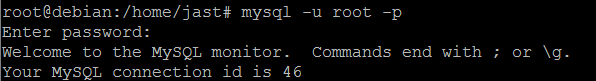 root@debian:/home/jast# mysql -u root -p
Enter password:
Welcome to the MySQL monitor.  Commands end with ; or \g.
Your MySQL connection id is 46